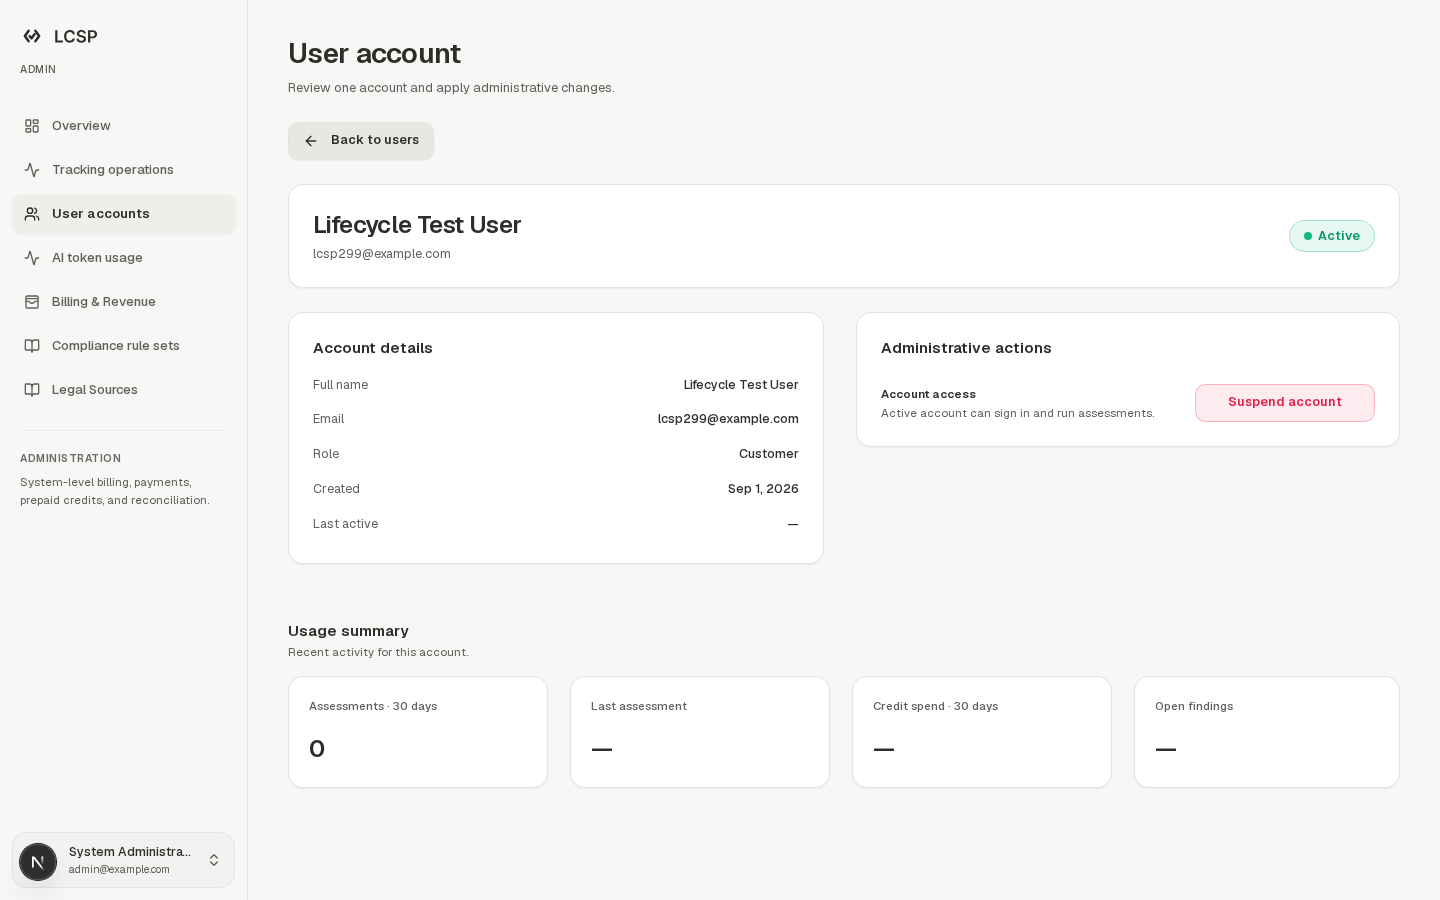 LCSP
ADMIN
Overview
Tracking operations
User accounts
AI token usage
Billing & Revenue
Compliance rule sets
Legal Sources
ADMINISTRATION
System-level billing, payments,
prepaid credits, and reconciliation.
N
System Administra...
admin@example.com
User account
Review one account and apply administrative changes.
Back to users
Lifecycle Test User
lcsp299@example.com
Active
Account details
Full name Lifecycle Test User
Email lcsp299@example.com
Role Customer
Created Sep 1, 2026
Last active —
Administrative actions
Account access
Active account can sign in and run assessments.
Suspend account
Usage summary
Recent activity for this account.
Assessments · 30 days
0
Last assessment
—
Credit spend · 30 days
—
Open findings
—